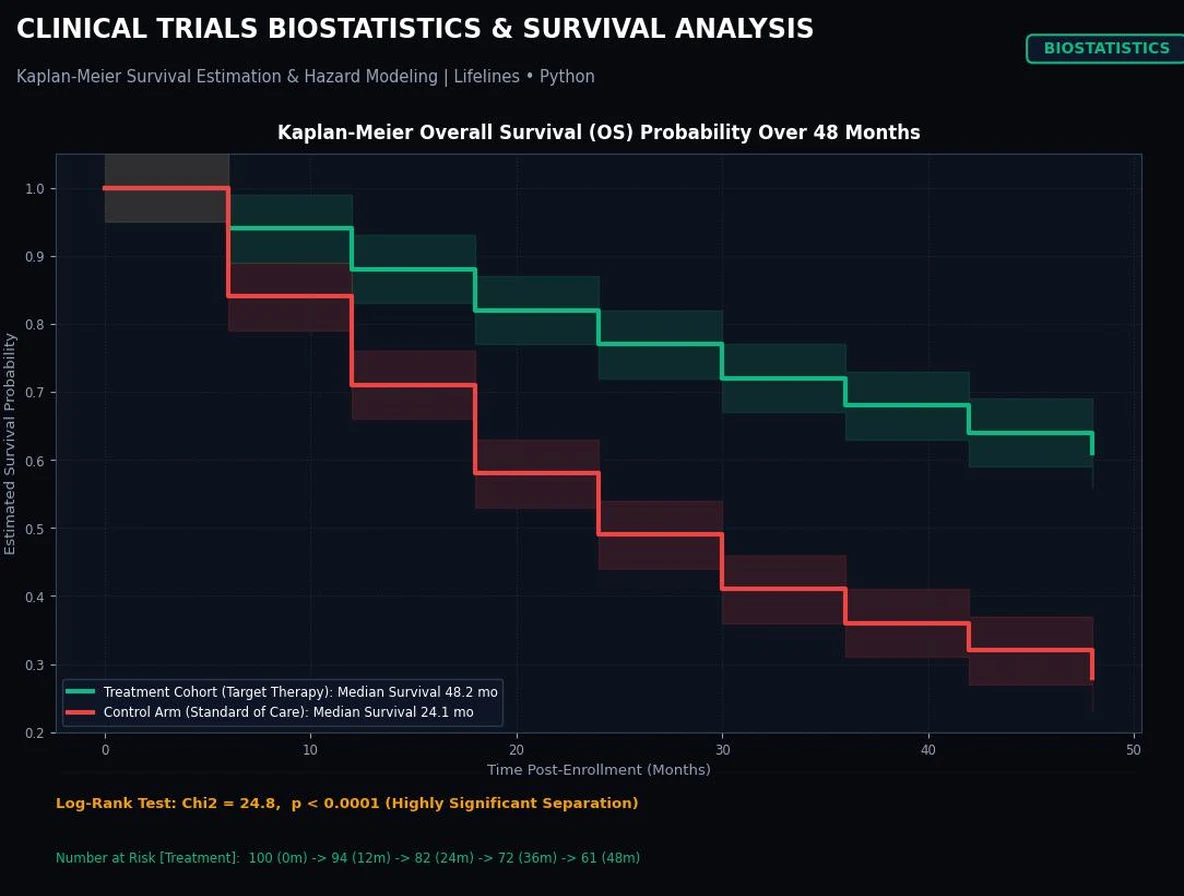 CLINICAL TRIALS BIOSTATISTICS & SURVIVAL ANALYSIS
BIOSTATISTICS
Kaplan-Meier Survival Estimation & Hazard Modeling | Lifelines • Python
Kaplan-Meier Overall Survival (OS) Probability Over 48 Months
Estimated Survival Probability
1.0
0.9
0.8
0.7
0.6
0.5
0.4
0.3
0.2
Treatment Cohort (Target Therapy): Median Survival 48.2 mo
Control Arm (Standard of Care): Median Survival 24.1 mo
0 10 20 30 40 50
Time Post-Enrollment (Months)
Log-Rank Test: Chi2 = 24.8,  p < 0.0001 (Highly Significant Separation)
Number at Risk [Treatment]:  100 (0m) -> 94 (12m) -> 82 (24m) -> 72 (36m) -> 61 (48m)